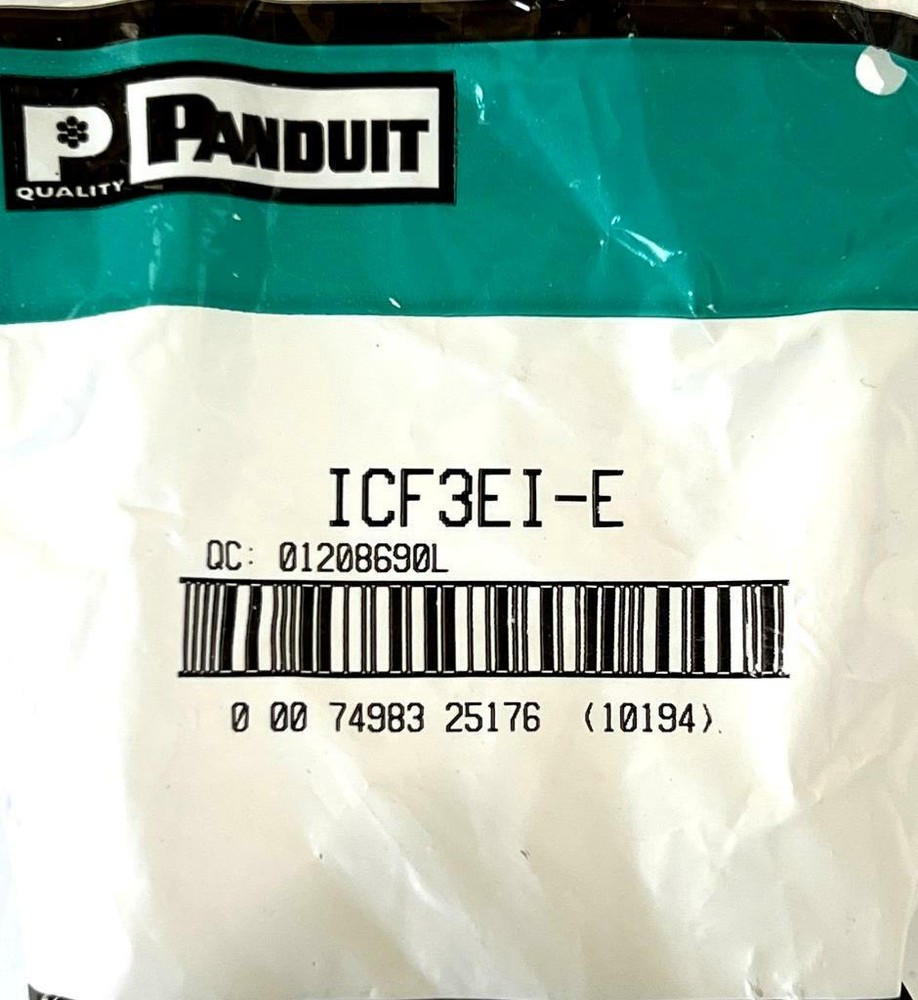 P PANDUIT
QUALITY
ICF3EI-E
QC: 01208690L
0 00 74983 25176 (10194)